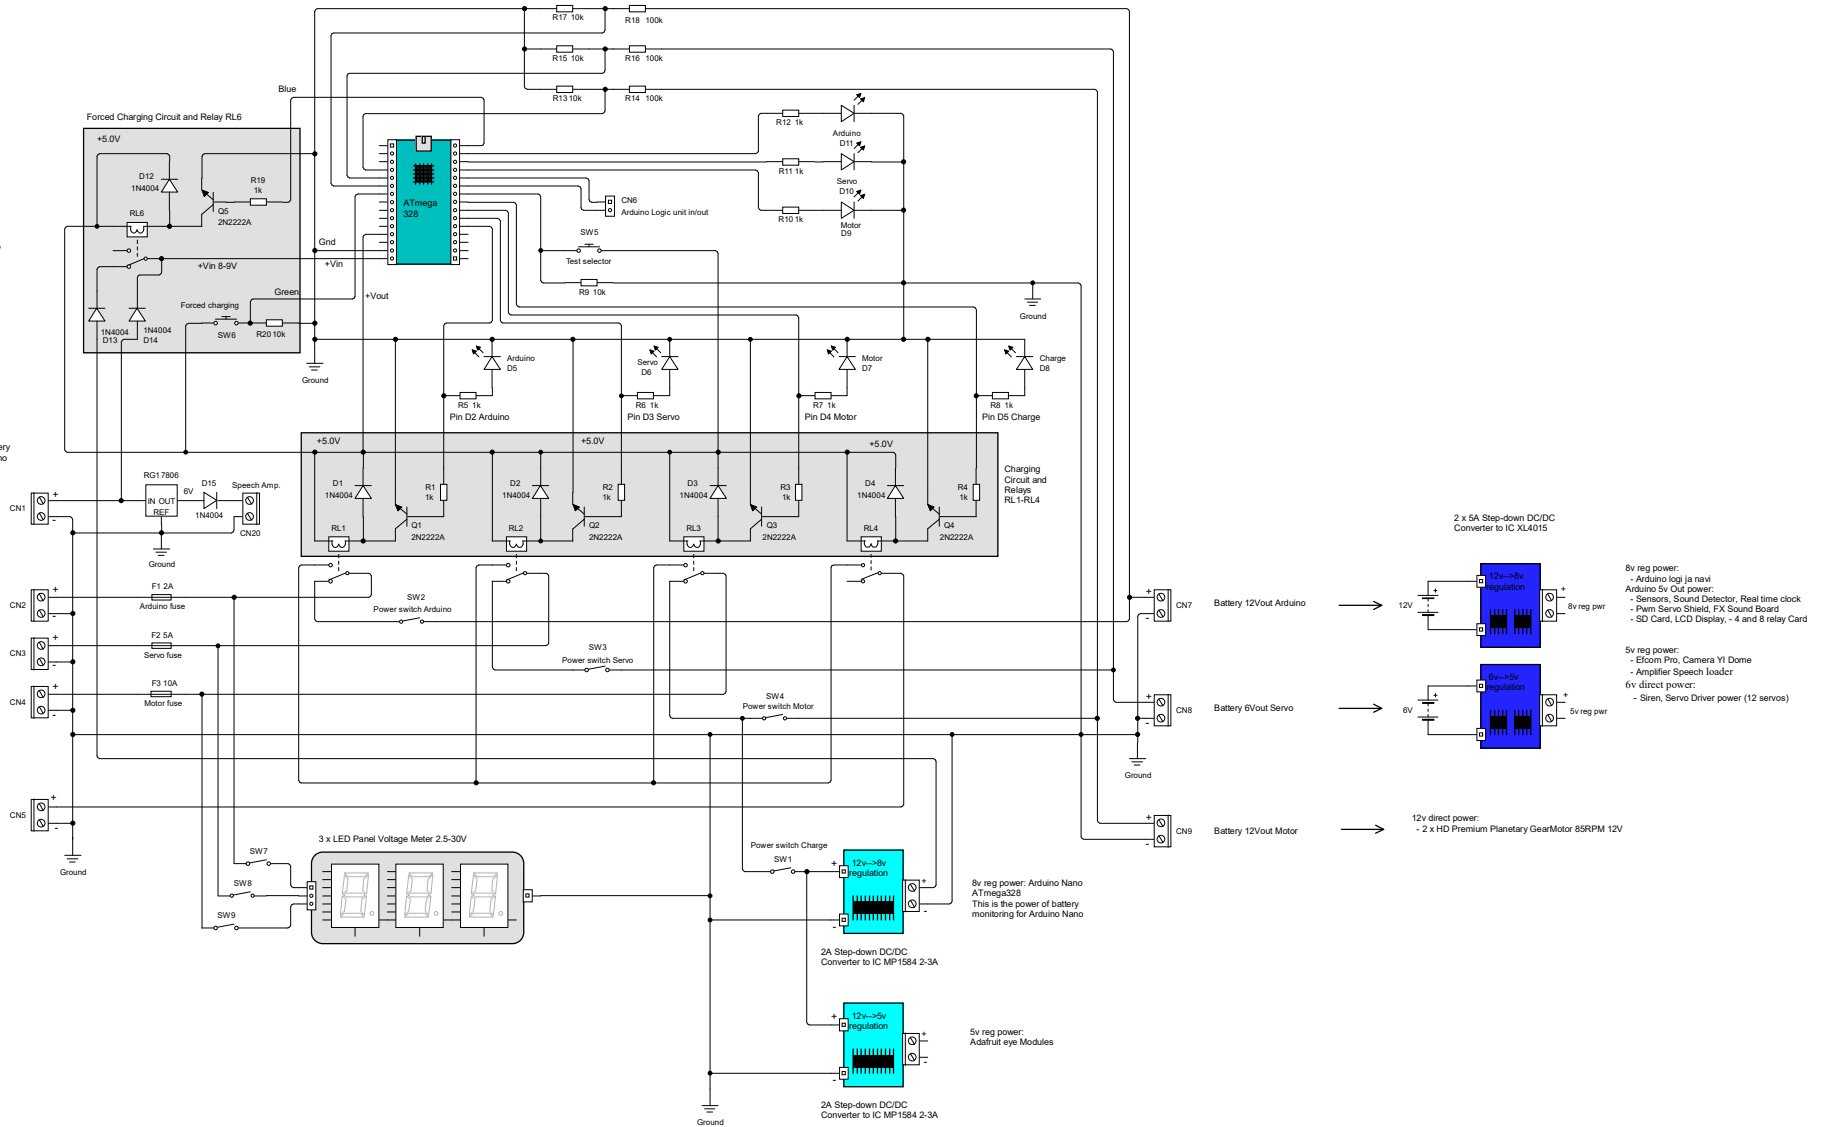 R17 10k
R18 100k
R15 10k
R16 100k
R13 10k
R14 100k
Blue
Forced Charging Circuit and Relay RL6
+5.0V
D12
1N4004
R19
1k
RL6
Q5
2N2222A
+Vin 8-9V
Forced charging
SW6
1N4004
D13
1N4004
D14
R20 10k
Green
Gnd
+Vin
+Vout
Ground
ATmega
328
R12 1k
Arduino
D11
R11 1k
Servo
D10
R10 1k
Motor
D9
CN6
Arduino Logic unit in/out
SW5
Test selector
R9 10k
Ground
Arduino
D5
R5 1k
Pin D2 Arduino
Servo
D6
R6 1k
Pin D3 Servo
Motor
D7
R7 1k
Pin D4 Motor
Charge
D8
R8 1k
Pin D5 Charge
ery
no
+5.0V
+5.0V
+5.0V
D1
1N4004
R1
1k
RL1
Q1
2N2222A
D2
1N4004
R2
1k
RL2
Q2
2N2222A
D3
1N4004
R3
1k
RL3
Q3
2N2222A
D4
1N4004
R4
1k
RL4
Q4
2N2222A
Charging
Circuit and
Relays
RL1-RL4
CN1
+
-
RG1 7806
IN OUT
REF
6V
D15
1N4004
Speech Amp.
CN20
Ground
CN2
+
-
F1 2A
Arduino fuse
CN3
+
-
F2 5A
Servo fuse
CN4
+
-
F3 10A
Motor fuse
SW2
Power switch Arduino
SW3
Power switch Servo
SW4
Power switch Motor
CN5
+
-
Ground
CN7
+
-
Battery 12Vout Arduino
CN8
+
-
Battery 6Vout Servo
Ground
CN9
+
-
Battery 12Vout Motor
2 x 5A Step-down DC/DC
Converter to IC XL4015
12V
+
12v-->8v
regulation
+
-
8v reg pwr
6V
+
6v-->5v
regulation
+
-
5v reg pwr
8v reg power:
- Arduino logi ja navi
Arduino 5v Out power:
- Sensors, Sound Detector, Real time clock
- Pwm Servo Shield, FX Sound Board
- SD Card, LCD Display, - 4 and 8 relay Card
5v reg power:
- Efcom Pro, Camera YI Dome
- Amplifier Speech loader
6v direct power:
- Siren, Servo Driver power (12 servos)
12v direct power:
- 2 x HD Premium Planetary GearMotor 85RPM 12V
3 x LED Panel Voltage Meter 2.5-30V
SW7
SW8
SW9
Power switch Charge
SW1
+
-
12v-->8v
regulation
+
-
8v reg power: Arduino Nano
ATmega328
This is the power of battery
monitoring for Arduino Nano
2A Step-down DC/DC
Converter to IC MP1584 2-3A
+
-
12v-->5v
regulation
+
-
5v reg power:
Adafruit eye Modules
2A Step-down DC/DC
Converter to IC MP1584 2-3A
Ground